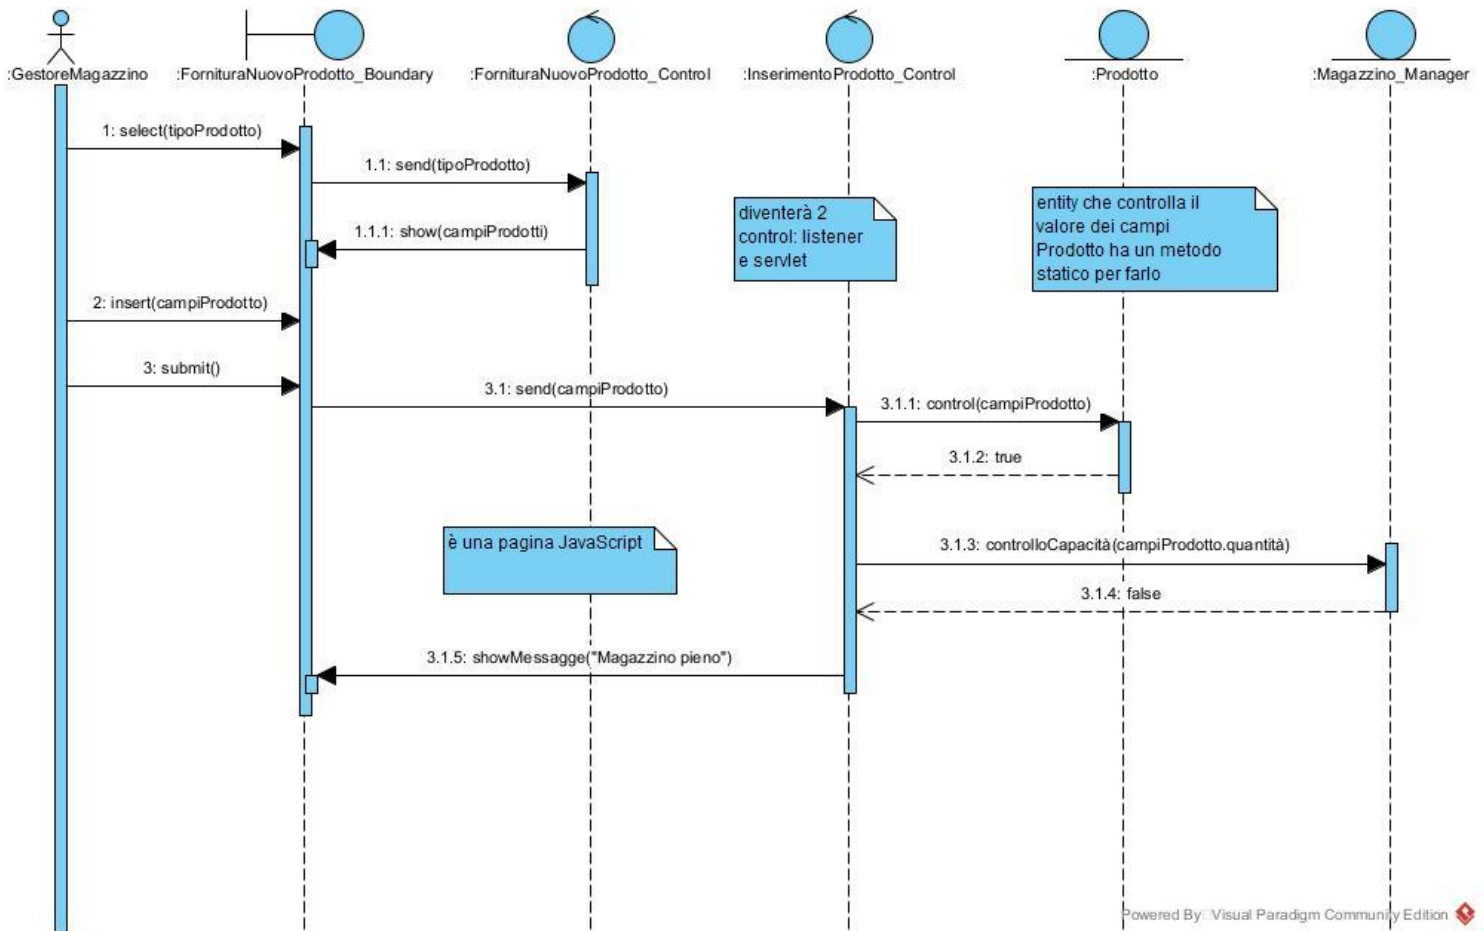 :GestoreMagazzino
:FornituraNuovoProdotto_Boundary
:FornituraNuovoProdotto_Control
:InserimentoProdotto_Control
:Prodotto
:Magazzino_Manager
1: select(tipoProdotto)
1.1: send(tipoProdotto)
1.1.1: show(campiProdotti)
diventerà 2
control: listener
e servlet
entity che controlla il
valore dei campi
Prodotto ha un metodo
statico per farlo
2: insert(campiProdotto)
3: submit()
3.1: send(campiProdotto)
3.1.1: control(campiProdotto)
3.1.2: true
è una pagina JavaScript
3.1.3: controlloCapacità(campiProdotto.quantità)
3.1.4: false
3.1.5: showMessagge("Magazzino pieno")
Powered By Visual Paradigm Community Edition